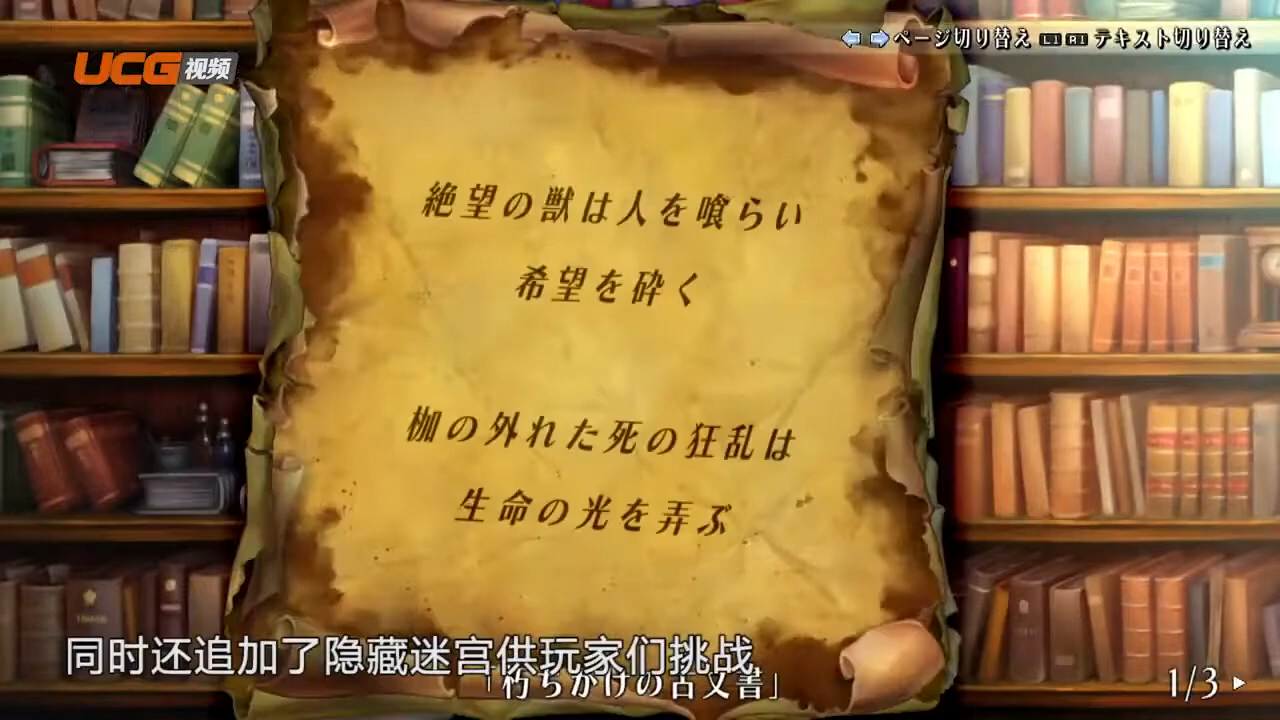 UCG视频
ページ切り替え L1 R1 テキスト切り替え
絶望の獣は人を喰らい
希望を砕く
枷の外れた死の狂乱は
生命の光を弄ぶ
同时还追加了隐藏迷宫供玩家们挑战
「朽ちかけの古文書」
1/3